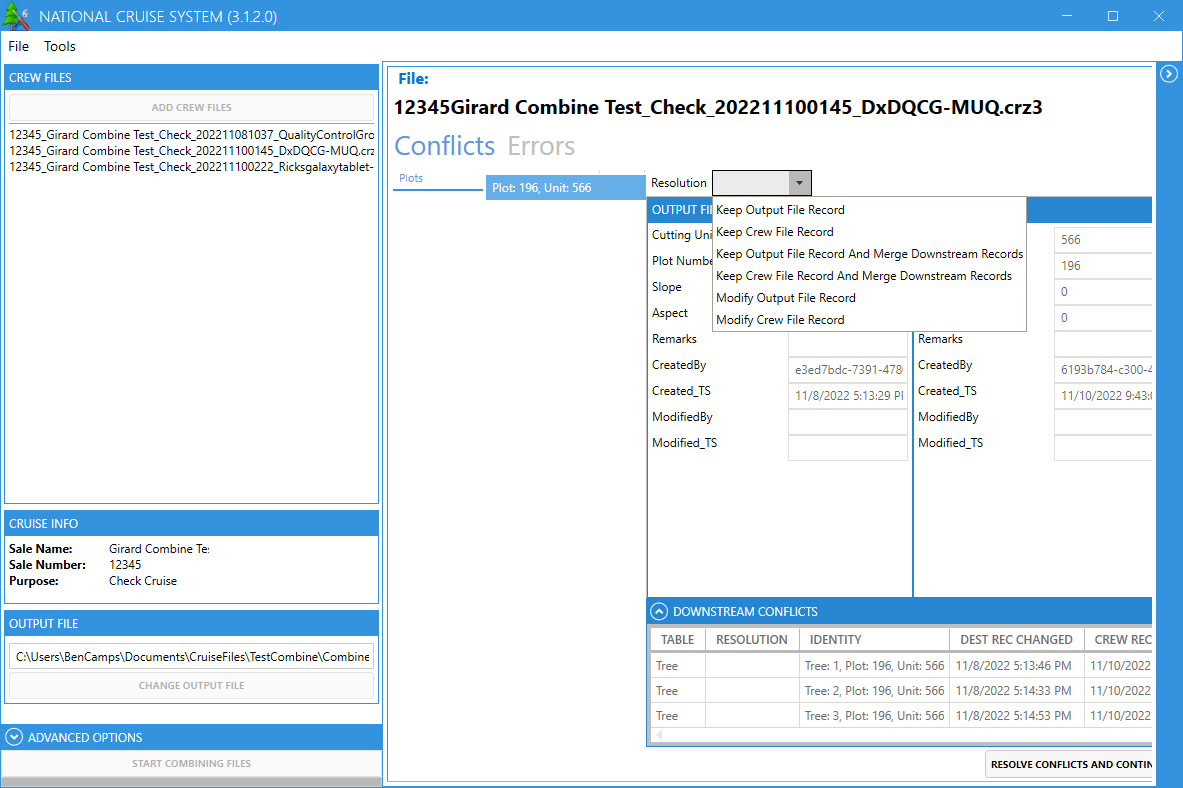 NATIONAL CRUISE SYSTEM (3.1.2.0)
File Tools
CREW FILES
ADD CREW FILES
12345_Girard Combine Test_Check_202211081037_QualityControlGro
12345_Girard Combine Test_Check_202211100145_DxDQCG-MUQ.crz
12345_Girard Combine Test_Check_202211100222_Ricksgalaxytablet-
CRUISE INFO
Sale Name: Girard Combine Tes
Sale Number: 12345
Purpose: Check Cruise
OUTPUT FILE
C:\Users\BenCamps\Documents\CruiseFiles\TestCombine\Combine
CHANGE OUTPUT FILE
ADVANCED OPTIONS
START COMBINING FILES
File:
12345Girard Combine Test_Check_202211100145_DxDQCG-MUQ.crz3
Conflicts Errors
Plots
Plot: 196, Unit: 566
Resolution
Keep Output File Record
Keep Crew File Record
Keep Output File Record And Merge Downstream Records
Keep Crew File Record And Merge Downstream Records
Modify Output File Record
Modify Crew File Record
OUTPUT FI
Cutting Uni 566
Plot Numbe 196
Slope 0
Aspect 0
Remarks Remarks
CreatedBy e3ed7bdc-7391-478 CreatedBy 6193b784-c300-4
Created_TS 11/8/2022 5:13:29 PM Created_TS 11/10/2022 9:43:0
ModifiedBy ModifiedBy
Modified_TS Modified_TS
DOWNSTREAM CONFLICTS
TABLE RESOLUTION IDENTITY DEST REC CHANGED CREW REC
Tree Tree: 1, Plot: 196, Unit: 566 11/8/2022 5:13:46 PM 11/10/2022
Tree Tree: 2, Plot: 196, Unit: 566 11/8/2022 5:14:33 PM 11/10/2022
Tree Tree: 3, Plot: 196, Unit: 566 11/8/2022 5:14:53 PM 11/10/2022
RESOLVE CONFLICTS AND CONTIN